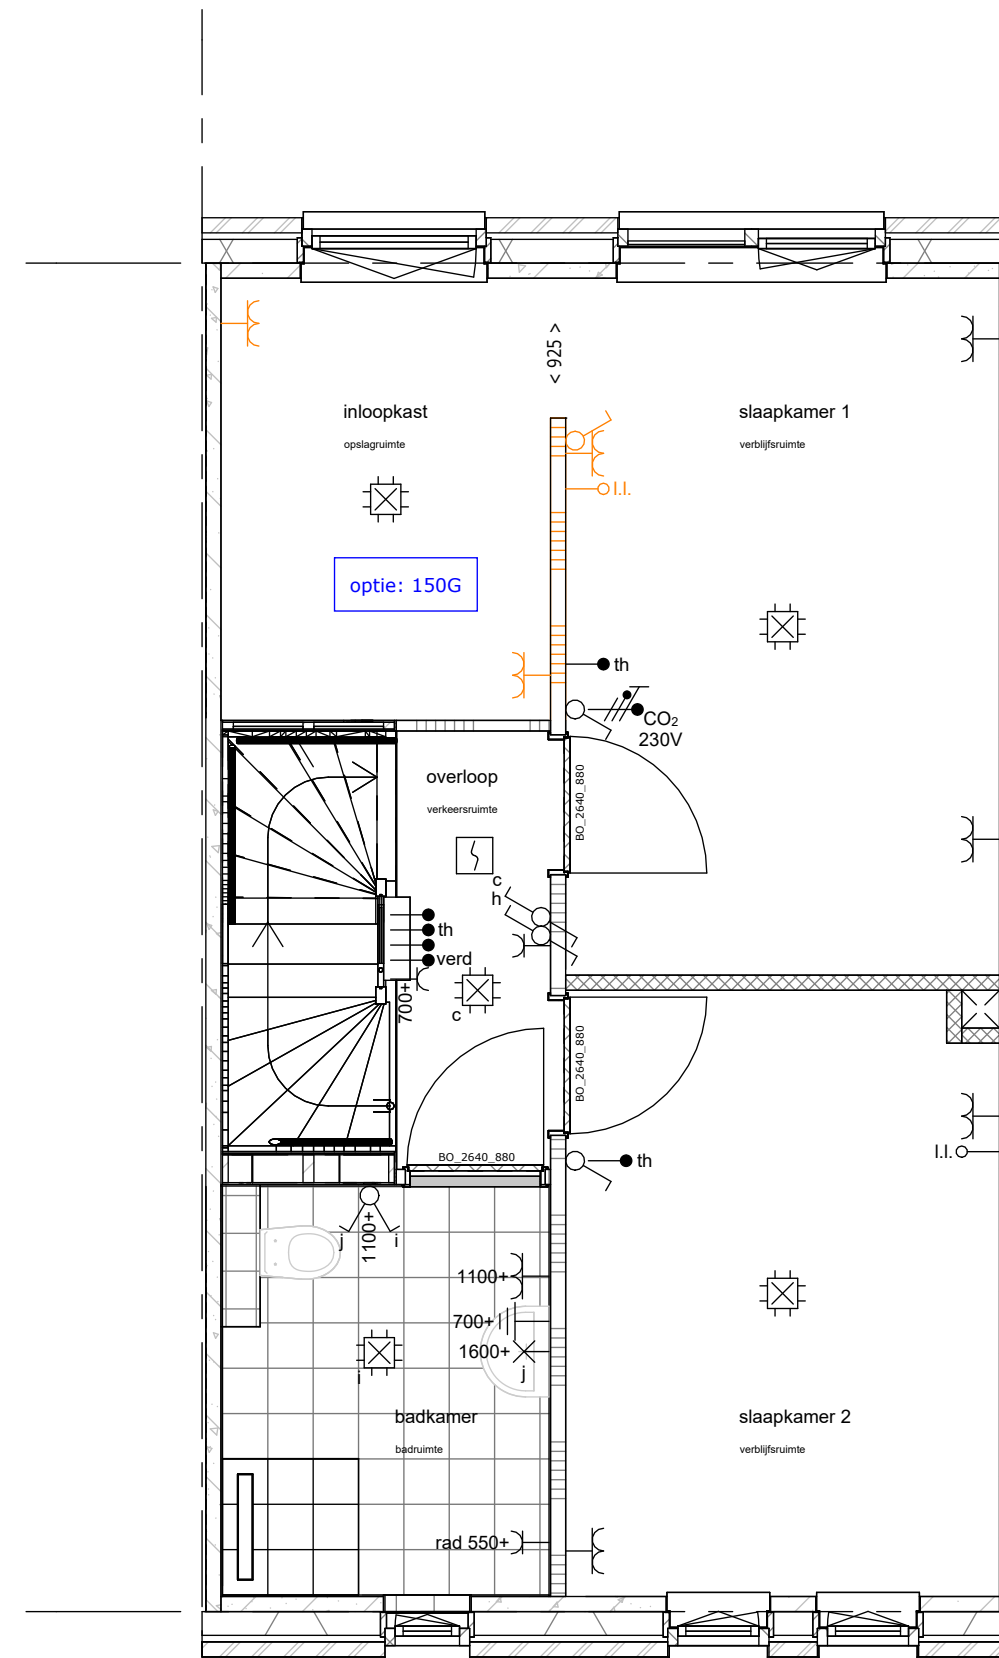 < 925 >
inloopkast
opslagruimte
slaapkamer 1
verblijfsruimte
l.l.
optie: 150G
th
CO2
230V
overloop
verkeersruimte
BO_2640_880
c
h
th
verd
700+
c
BO_2640_880
BO_2640_880
l.l.
th
j
1100+
i
1100+
700+
1600+
j
i
badkamer
badruimte
slaapkamer 2
verblijfsruimte
rad 550+